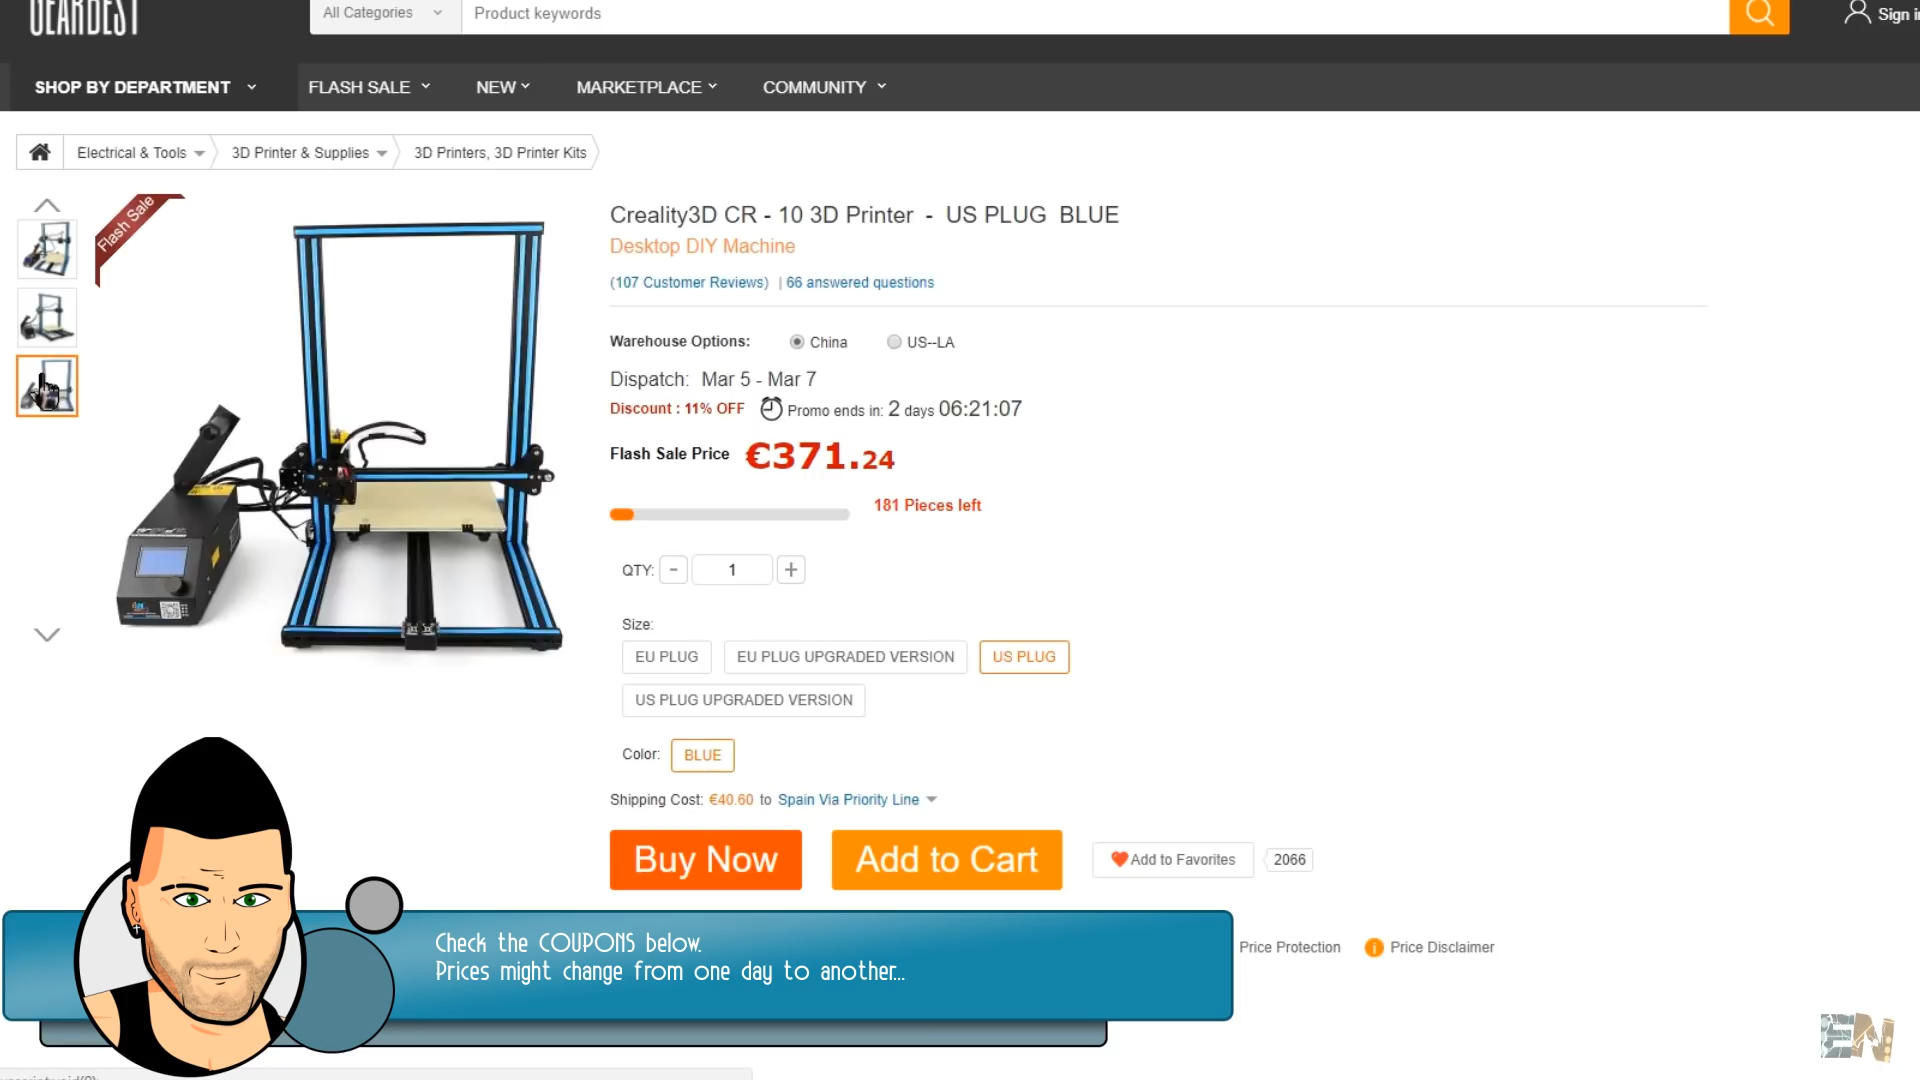 GEARBEST
All Categories
Product keywords
Sign in
SHOP BY DEPARTMENT
FLASH SALE
NEW
MARKETPLACE
COMMUNITY
Electrical & Tools
3D Printer & Supplies
3D Printers, 3D Printer Kits
Flash Sale
Creality3D CR - 10 3D Printer - US PLUG BLUE
Desktop DIY Machine
(107 Customer Reviews) | 66 answered questions
Warehouse Options: China US--LA
Dispatch: Mar 5 - Mar 7
Discount : 11% OFF Promo ends in: 2 days 06:21:07
Flash Sale Price €371.24
181 Pieces left
QTY: - 1 +
Size:
EU PLUG EU PLUG UPGRADED VERSION US PLUG
US PLUG UPGRADED VERSION
Color: BLUE
Shipping Cost: €40.60 to Spain Via Priority Line
Buy Now Add to Cart Add to Favorites 2066
Check the COUPONS below.
Prices might change from one day to another...
Price Protection Price Disclaimer
EN